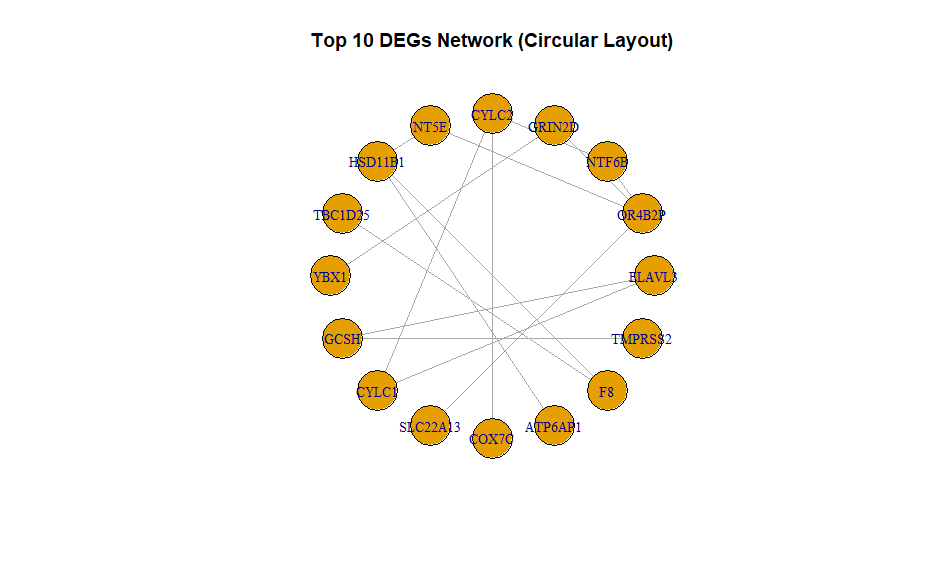 Top 10 DEGs Network (Circular Layout)
CYLC2
NT5E
GRIN2D
HSD11B1
NTF6B
TBC1D25
OR4B2P
YBX1
ELAVL3
GCSH
TMPRSS2
CYLC1
F8
SLC22A13
ATP6AP1
COX7C